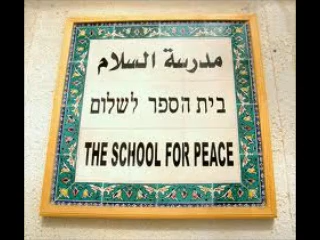 مدرسة السلام
בית הספר לשלום
THE SCHOOL FOR PEACE